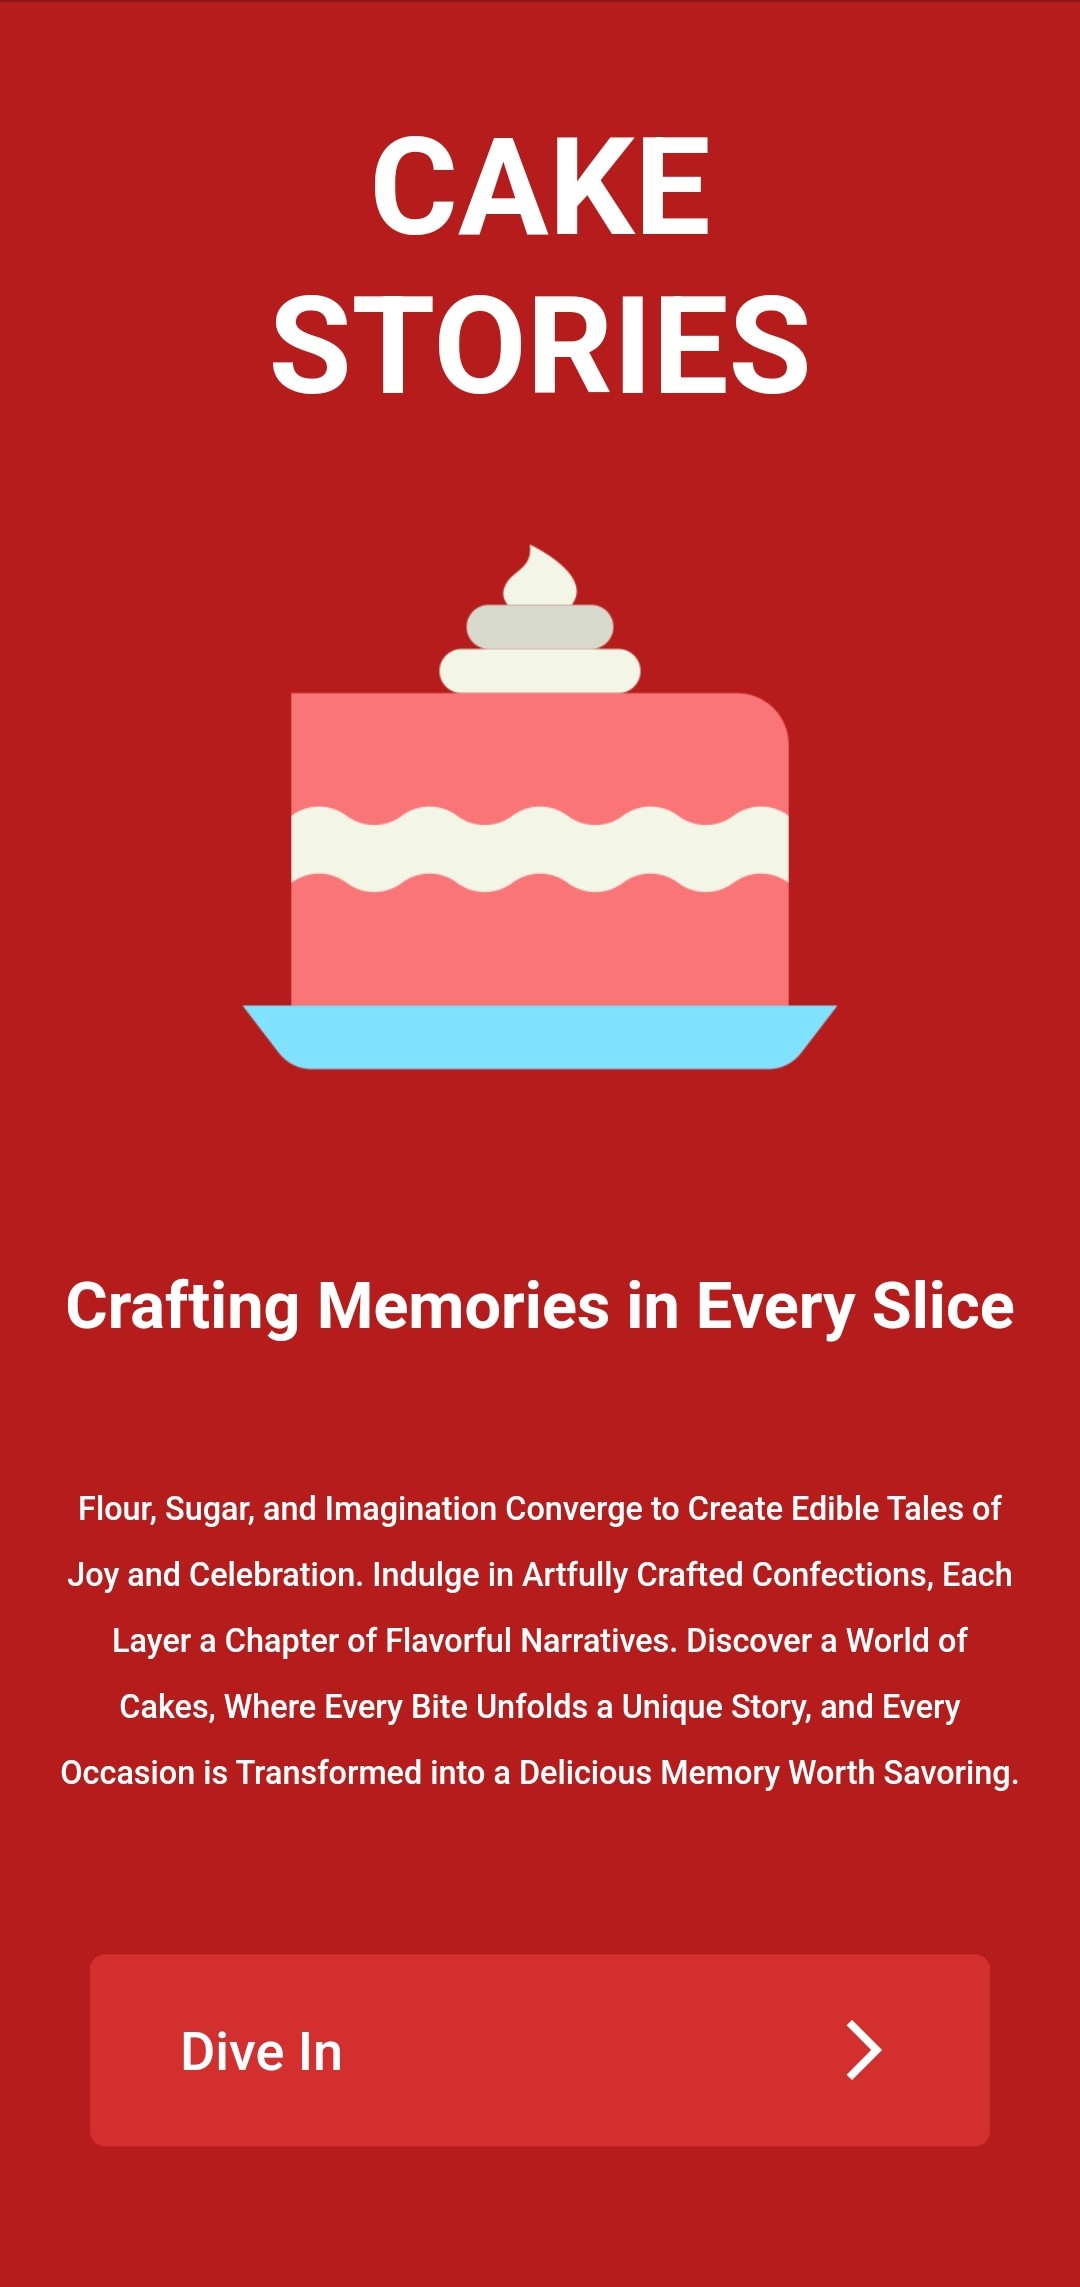 CAKE
STORIES
Crafting Memories in Every Slice
Flour, Sugar, and Imagination Converge to Create Edible Tales of
Joy and Celebration. Indulge in Artfully Crafted Confections, Each
Layer a Chapter of Flavorful Narratives. Discover a World of
Cakes, Where Every Bite Unfolds a Unique Story, and Every
Occasion is Transformed into a Delicious Memory Worth Savoring.
Dive In